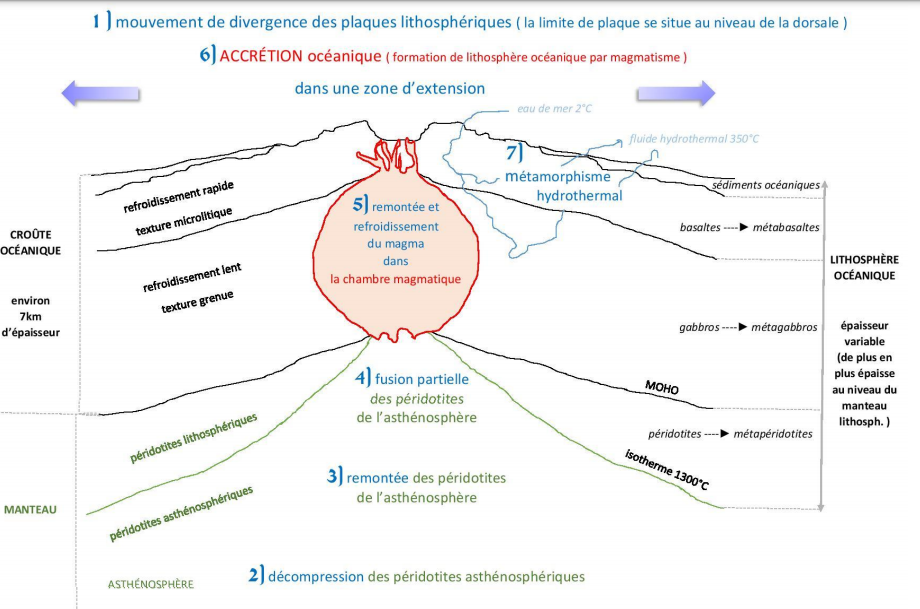 1) mouvement de divergence des plaques lithosphériques ( la limite de plaque se situe au niveau de la dorsale )
6) ACCRÉTION océanique ( formation de lithosphère océanique par magmatisme )
dans une zone d'extension
eau de mer 2°C
fluide hydrothermal 350°C
7)
métamorphisme
hydrothermal
sédiments océaniques
refroidissement rapide
texture microlitique
5) remontée et
refroidissement
du magma
dans
la chambre magmatique
basaltes ----► métabasaltes
CROÛTE
OCÉANIQUE
environ
7km
d'épaisseur
refroidissement lent
texture grenue
LITHOSPHÈRE
OCÉANIQUE
épaisseur
variable
(de plus en
plus épaisse
au niveau du
manteau
lithosph. )
gabbros ----► métagabbros
MOHO
4) fusion partielle
des péridotites
de l'asthénosphère
péridotites lithosphériques
péridotites ----► métapéridotites
isotherme 1300°C
3) remontée des péridotites
de l'asthénosphère
MANTEAU
péridotites asthénosphériques
ASTHÉNOSPHÈRE
2) décompression des péridotites asthénosphériques